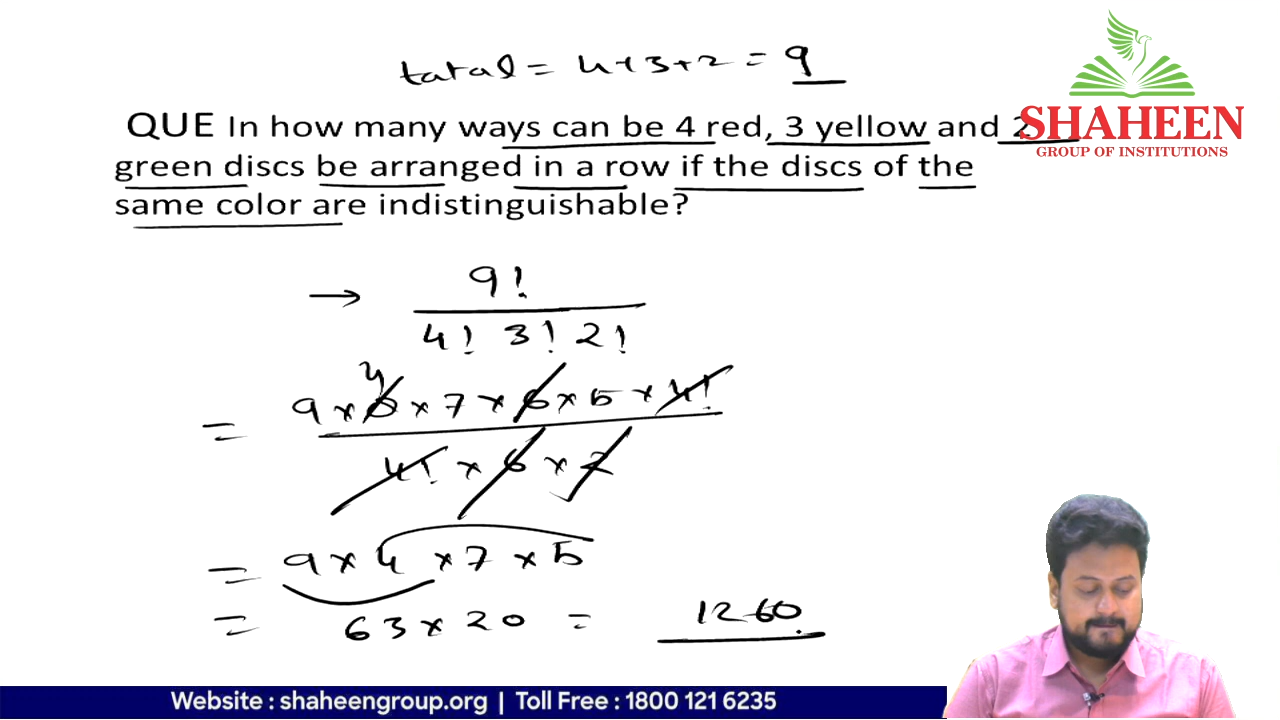 tatal = 4+3+2 = 9
QUE In how many ways can be 4 red, 3 yellow and 2
green discs be arranged in a row if the discs of the
same color are indistinguishable?
SHAHEEN
GROUP OF INSTITUTIONS
→ 9!
4! 3! 2!
4
= 9 × 8 × 7 × 6 × 5 × 4!
4! × 6 × 2
= 9 × 4 × 7 × 5
= 63 × 20 = 1260
Website : shaheengroup.org | Toll Free : 1800 121 6235